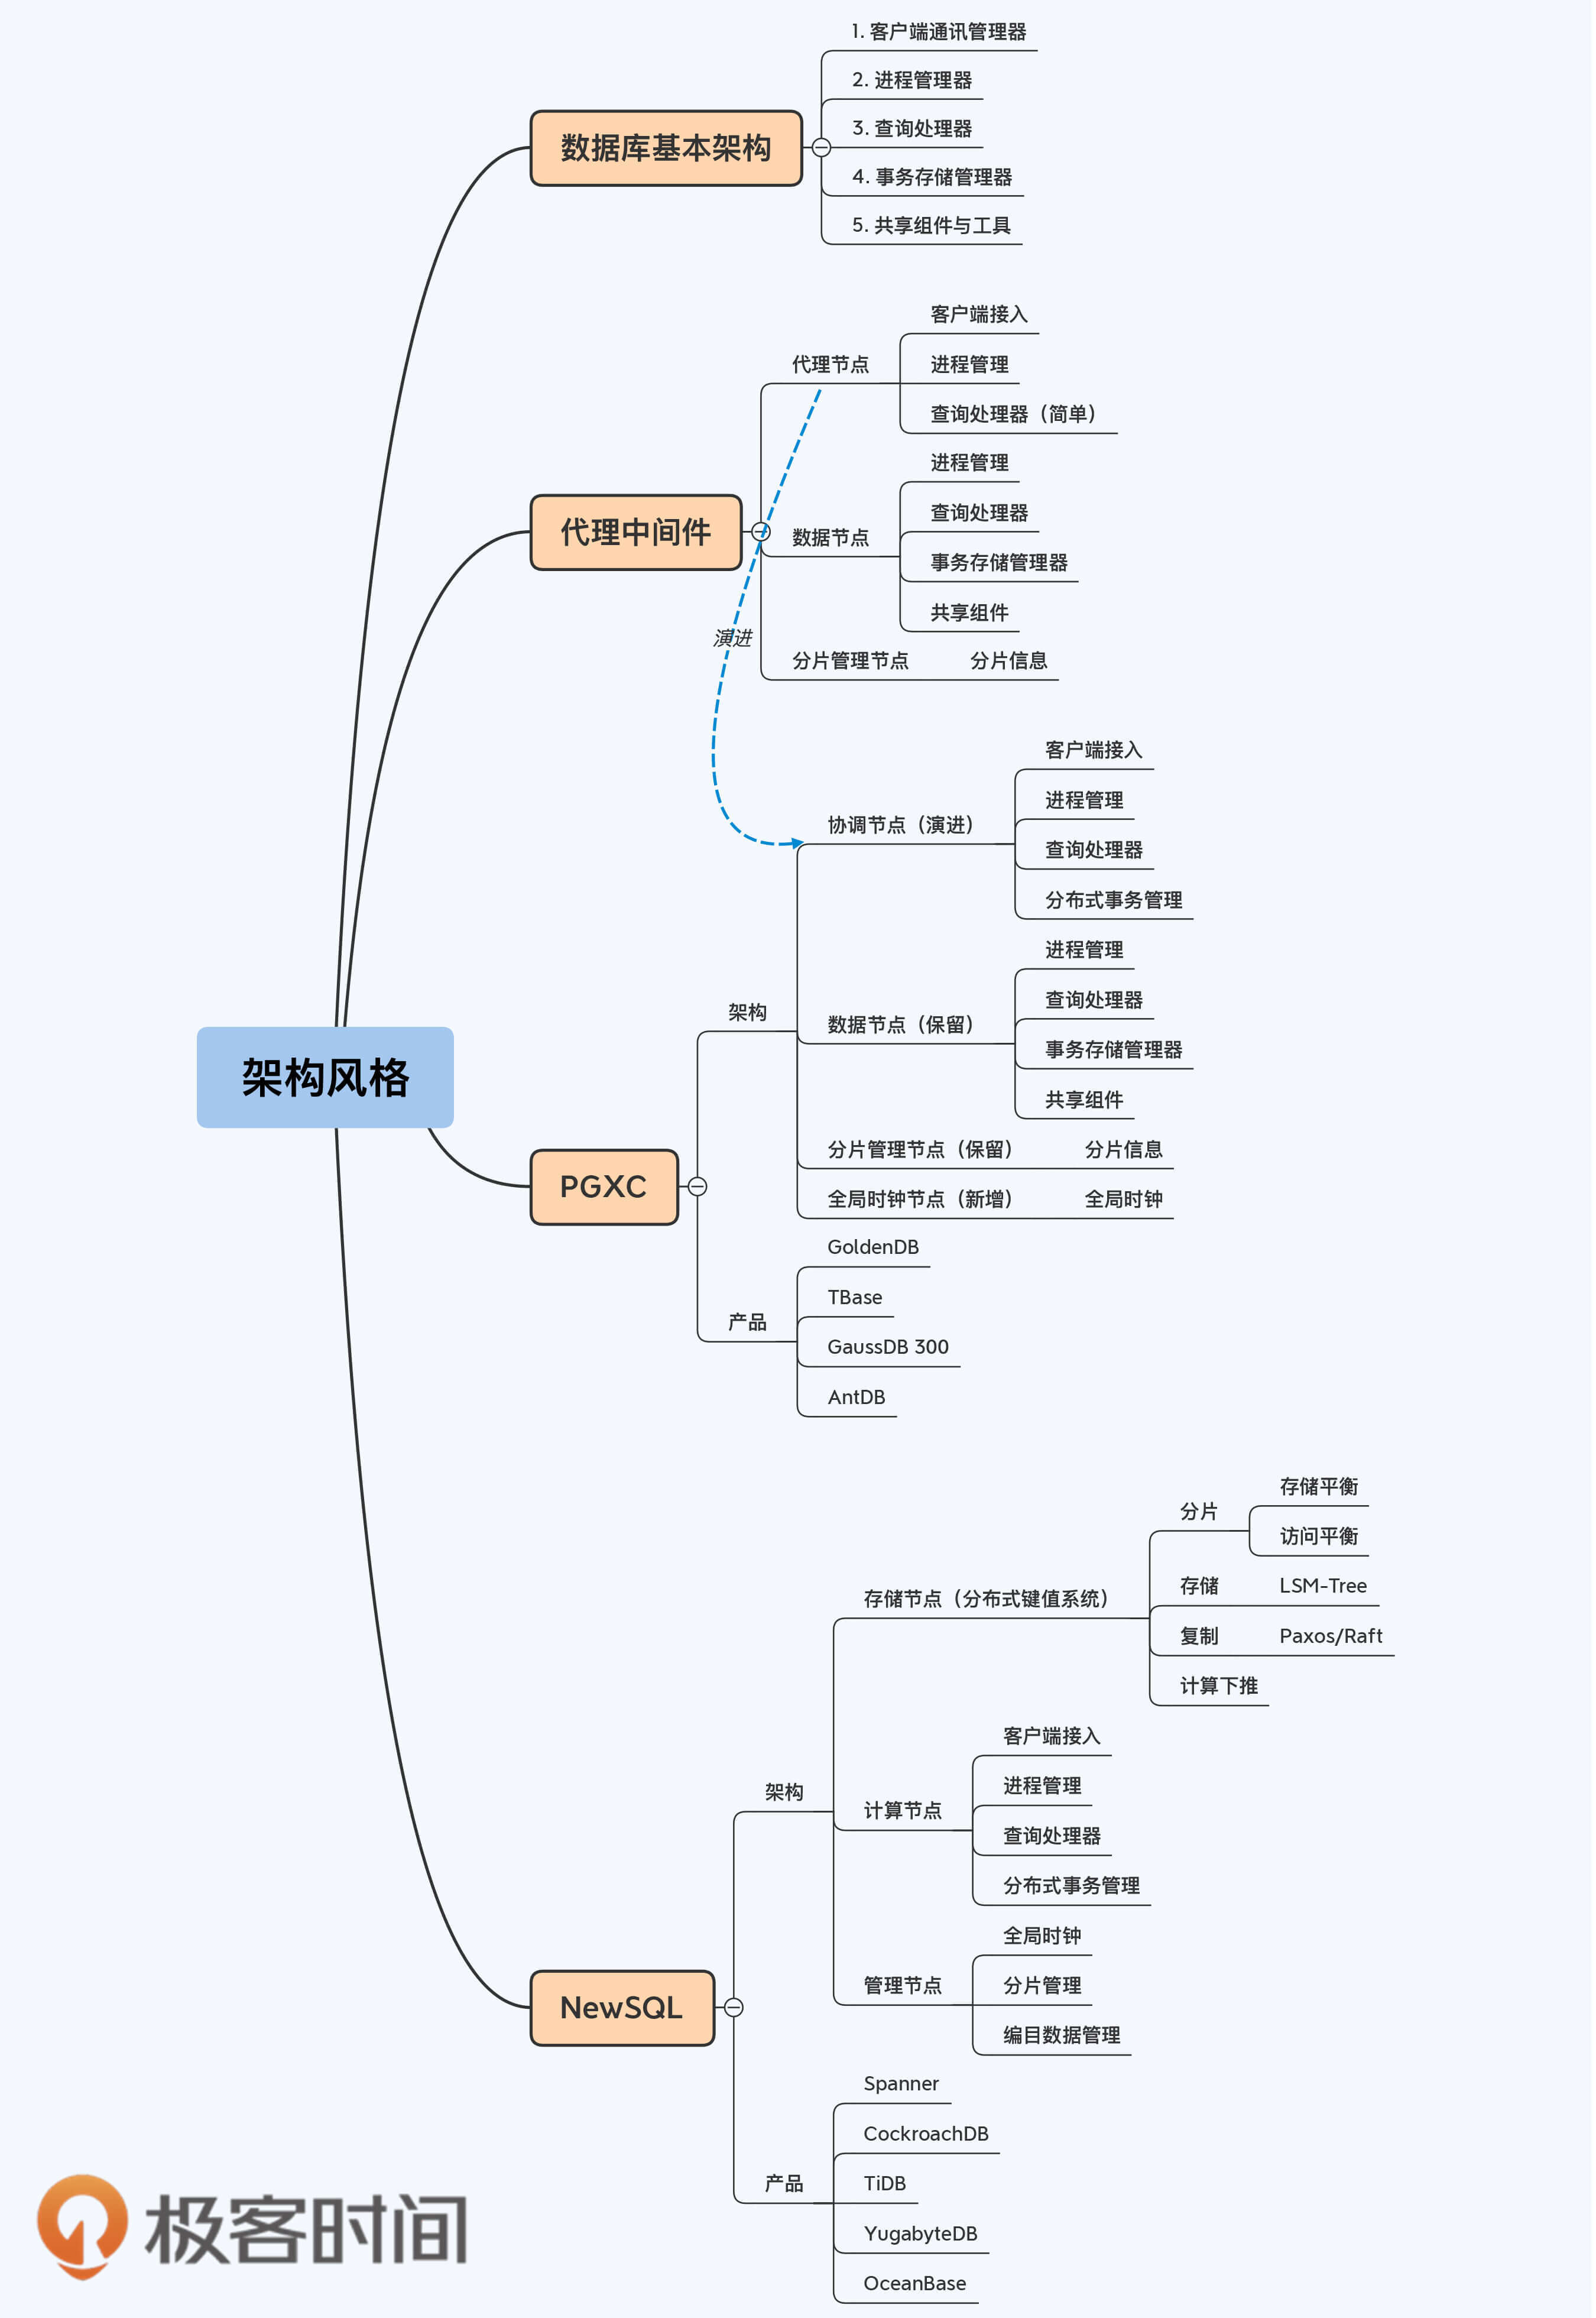 1. 客户端通讯管理器
2. 进程管理器
数据库基本架构
3. 查询处理器
4. 事务存储管理器
5. 共享组件与工具
客户端接入
代理节点
进程管理
查询处理器（简单）
进程管理
查询处理器
代理中间件
数据节点
事务存储管理器
共享组件
演进
分片管理节点
分片信息
客户端接入
进程管理
协调节点（演进）
查询处理器
分布式事务管理
进程管理
查询处理器
架构
数据节点（保留）
事务存储管理器
共享组件
架构风格
分片管理节点（保留）
分片信息
PGXC
全局时钟节点（新增）
全局时钟
GoldenDB
TBase
产品
GaussDB 300
AntDB
存储平衡
分片
访问平衡
存储节点（分布式键值系统）
存储
LSM-Tree
复制
Paxos/Raft
计算下推
客户端接入
进程管理
架构
计算节点
查询处理器
分布式事务管理
全局时钟
管理节点
分片管理
NewSQL
编目数据管理
Spanner
CockroachDB
产品
TiDB
YugabyteDB
OceanBase
极客时间